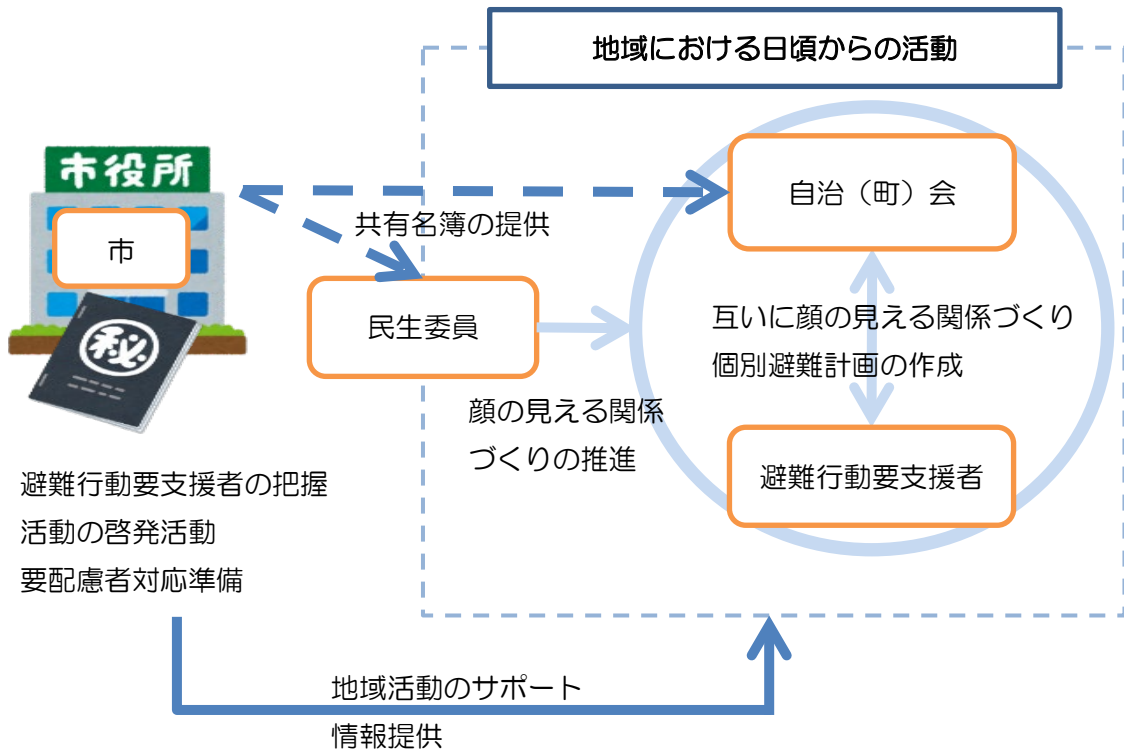 地域における日頃からの活動
市役所
市
秘
共有名簿の提供
自治（町）会
民生委員
互いに顔の見える関係づくり
個別避難計画の作成
顔の見える関係
づくりの推進
避難行動要支援者
避難行動要支援者の把握
活動の啓発活動
要配慮者対応準備
地域活動のサポート
情報提供